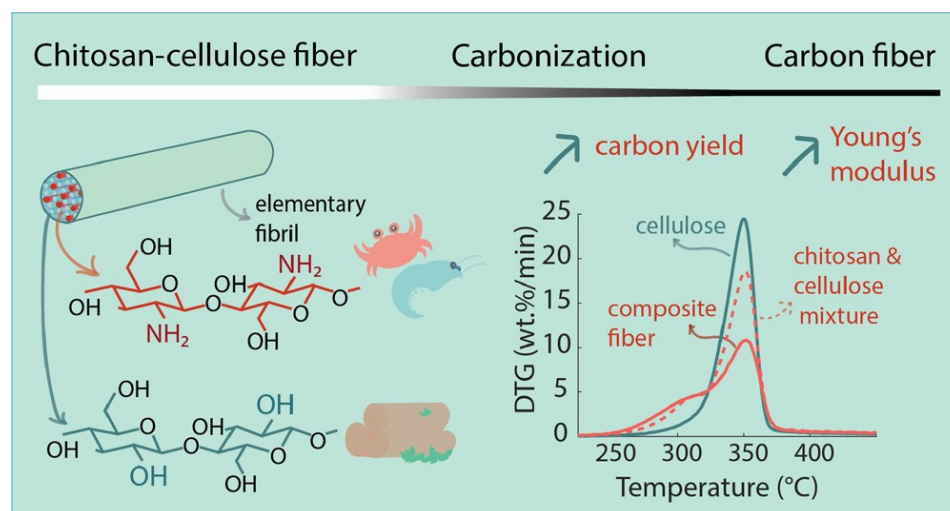 Chitosan-cellulose fiber
Carbonization
Carbon fiber
carbon yield
Young's
modulus
elementary
fibril
OH
OH
NH₂
O
O
O
O
OH
NH₂
OH
OH
OH
OH
O
O
O
O
OH
OH
OH
DTG (wt.%/min)
25
20
15
10
5
0
cellulose
chitosan &
cellulose
mixture
composite
fiber
250
300
350
400
Temperature (°C)